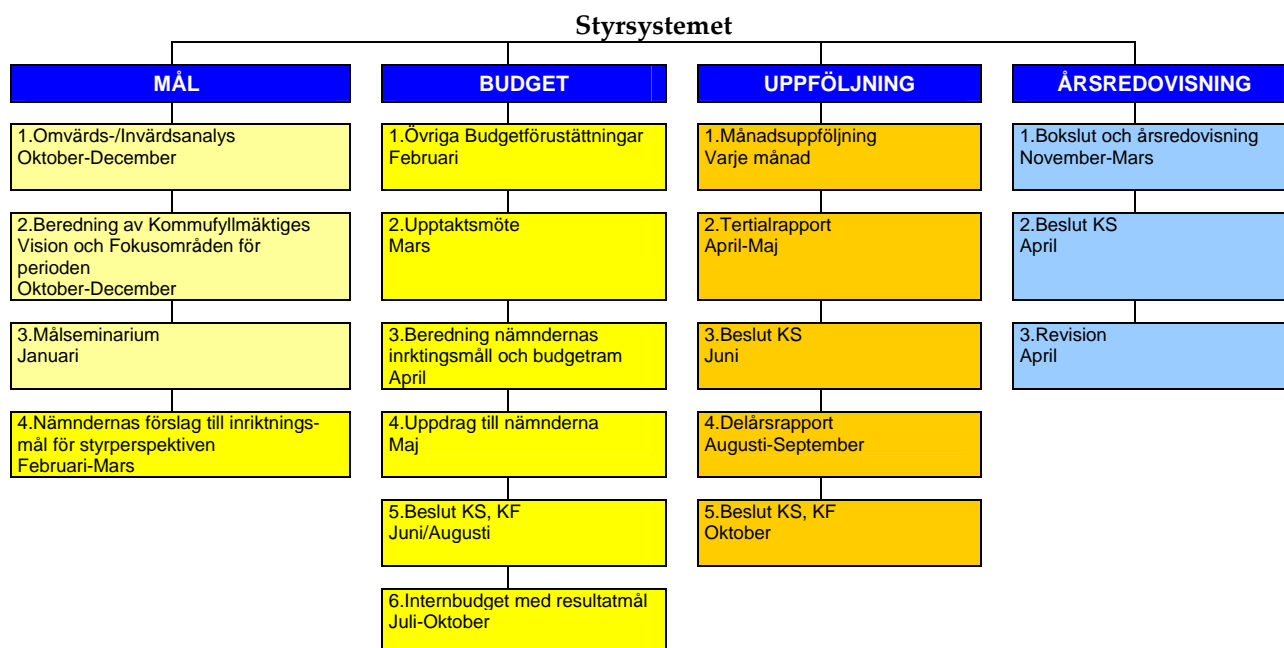 Styrsystemet
MÅL
1.Omvärds-/Invärdsanalys
Oktober-December
2.Beredning av Kommufyllmäktiges
Vision och Fokusområden för
perioden
Oktober-December
3.Målseminarium
Januari
4.Nämndernas förslag till inriktnings-
mål för styrperspektiven
Februari-Mars
BUDGET
1.Övriga Budgetförustättningar
Februari
2.Upptaktsmöte
Mars
3.Beredning nämndernas
inrktingsmåll och budgetram
April
4.Uppdrag till nämnderna
Maj
5.Beslut KS, KF
Juni/Augusti
6.Internbudget med resultatmål
Juli-Oktober
UPPFÖLJNING
1.Månadsuppföljning
Varje månad
2.Tertialrapport
April-Maj
3.Beslut KS
Juni
4.Delårsrapport
Augusti-September
5.Beslut KS, KF
Oktober
ÅRSREDOVISNING
1.Bokslut och årsredovisning
November-Mars
2.Beslut KS
April
3.Revision
April